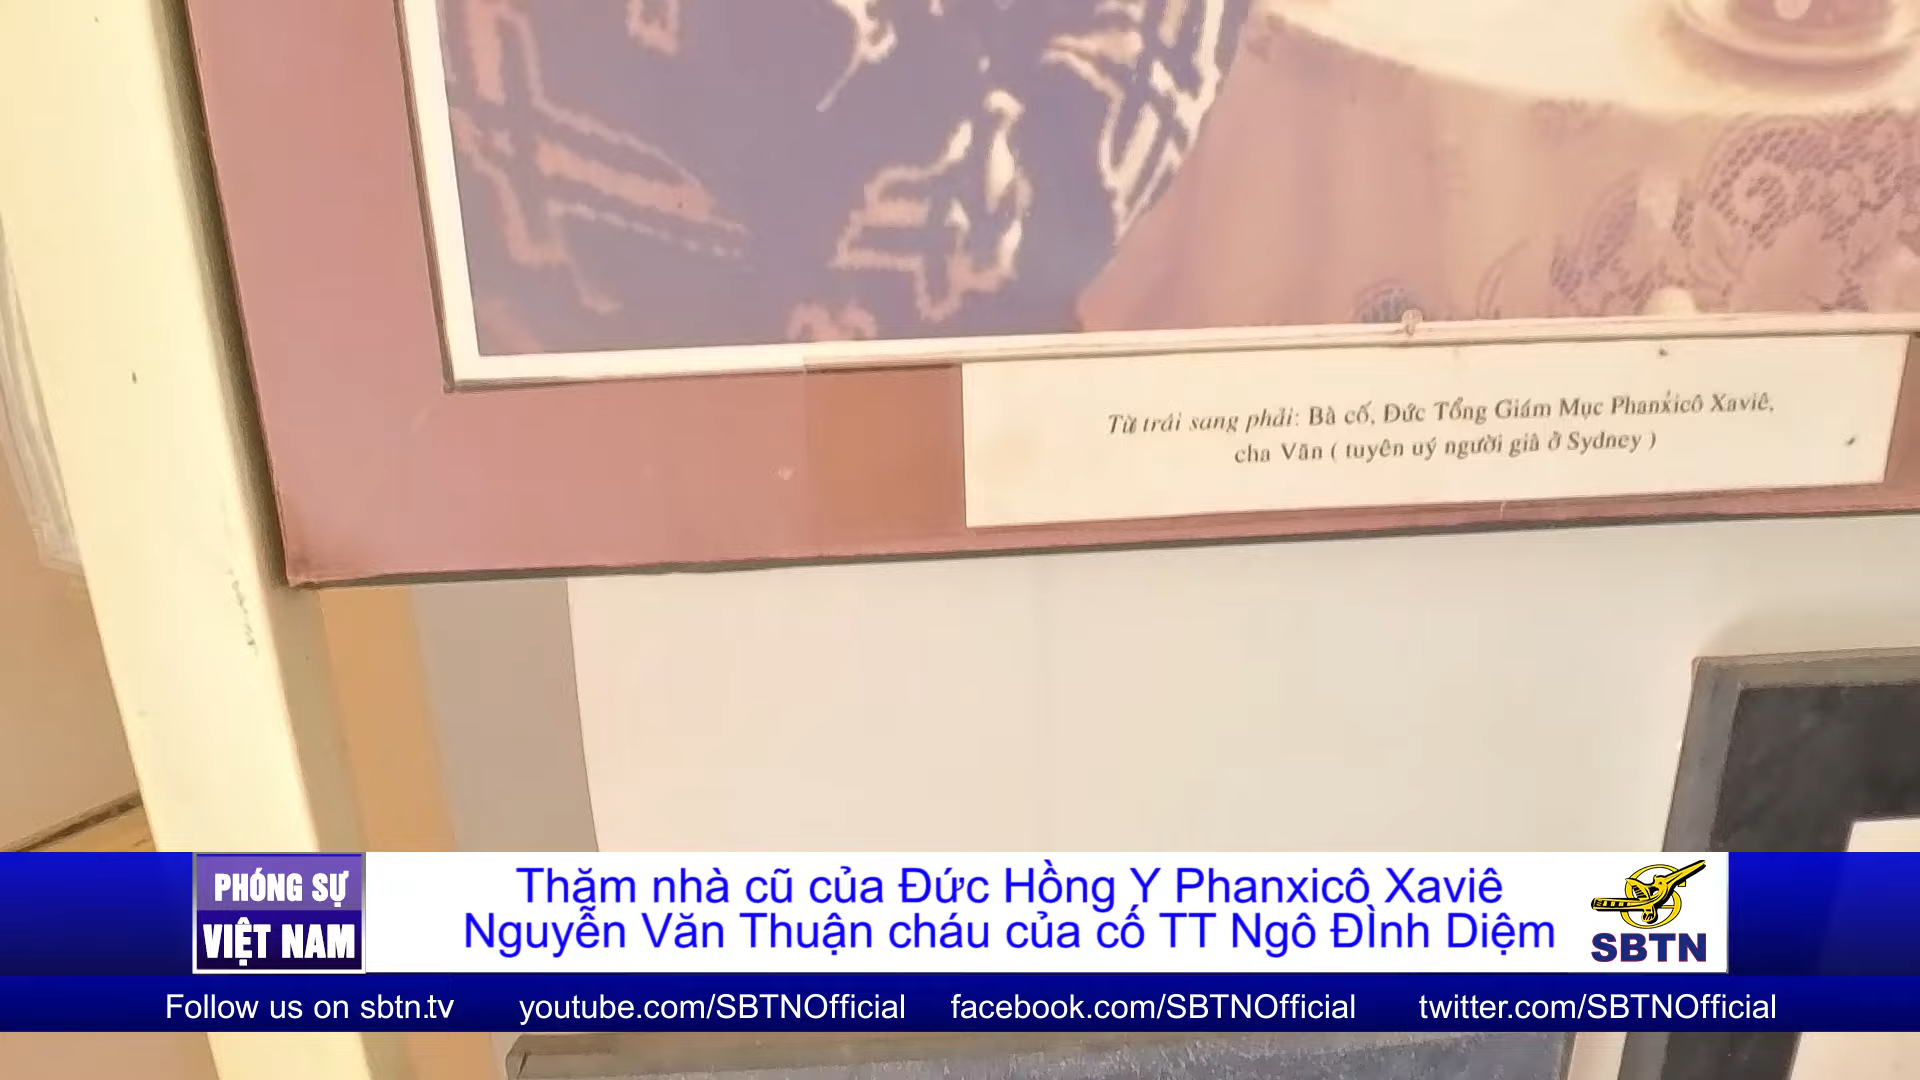 Từ trái sang phải: Bà cố, Đức Tổng Giám Mục Phanxicô Xaviê,
cha Văn ( tuyên uý người già ở Sydney )
PHÓNG SỰ
VIỆT NAM
Thăm nhà cũ của Đức Hồng Y Phanxicô Xaviê
Nguyễn Văn Thuận cháu của cố TT Ngô ĐÌnh Diệm
SBTN
Follow us on sbtn.tv youtube.com/SBTNOfficial facebook.com/SBTNOfficial twitter.com/SBTNOfficial